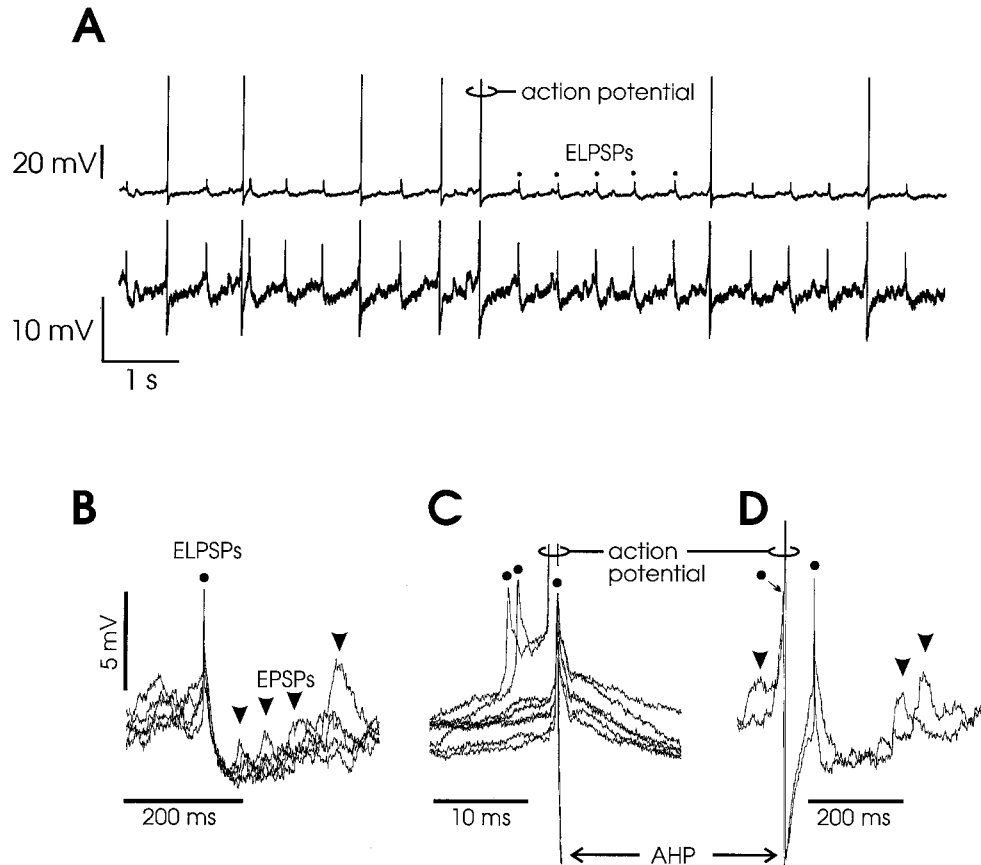 A
action potential
20 mV
ELPSPs
10 mV
1 s
B
C
D
ELPSPs
action
potential
5 mV
EPSPs
200 ms
10 ms
200 ms
AHP